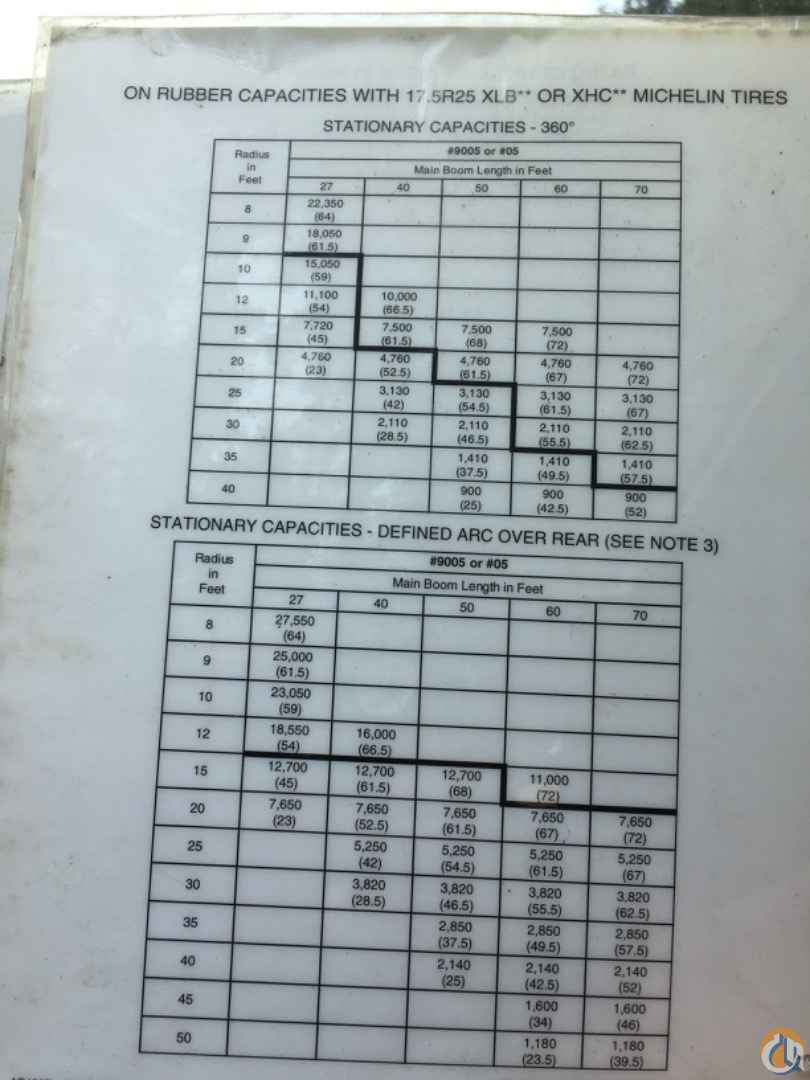 ON RUBBER CAPACITIES WITH 17.5R25 XLB** OR XHC** MICHELIN TIRES
STATIONARY CAPACITIES - 360°
Radius in Feet
#9005 or #05
Main Boom Length in Feet
27 40 50 60 70
8 22,350 (64)
9 18,050 (61.5)
10 15,050 (59)
12 11,100 (54) 10,000 (66.5)
15 7,720 (45) 7,500 (61.5) 7,500 (68) 7,500 (72)
20 4,760 (23) 4,760 (52.5) 4,760 (61.5) 4,760 (67) 4,760 (72)
25 3,130 (42) 3,130 (54.5) 3,130 (61.5) 3,130 (67)
30 2,110 (28.5) 2,110 (46.5) 2,110 (55.5) 2,110 (62.5)
35 1,410 (37.5) 1,410 (49.5) 1,410 (57.5)
40 900 (25) 900 (42.5) 900 (52)
STATIONARY CAPACITIES - DEFINED ARC OVER REAR (SEE NOTE 3)
Radius in Feet
#9005 or #05
Main Boom Length in Feet
27 40 50 60 70
8 27,550 (64)
9 25,000 (61.5)
10 23,050 (59)
12 18,550 (54) 16,000 (66.5)
15 12,700 (45) 12,700 (61.5) 12,700 (68) 11,000 (72)
20 7,650 (23) 7,650 (52.5) 7,650 (61.5) 7,650 (67) 7,650 (72)
25 5,250 (42) 5,250 (54.5) 5,250 (61.5) 5,250 (67)
30 3,820 (28.5) 3,820 (46.5) 3,820 (55.5) 3,820 (62.5)
35 2,850 (37.5) 2,850 (49.5) 2,850 (57.5)
40 2,140 (25) 2,140 (42.5) 2,140 (52)
45 1,600 (34) 1,600 (46)
50 1,180 (23.5) 1,180 (39.5)